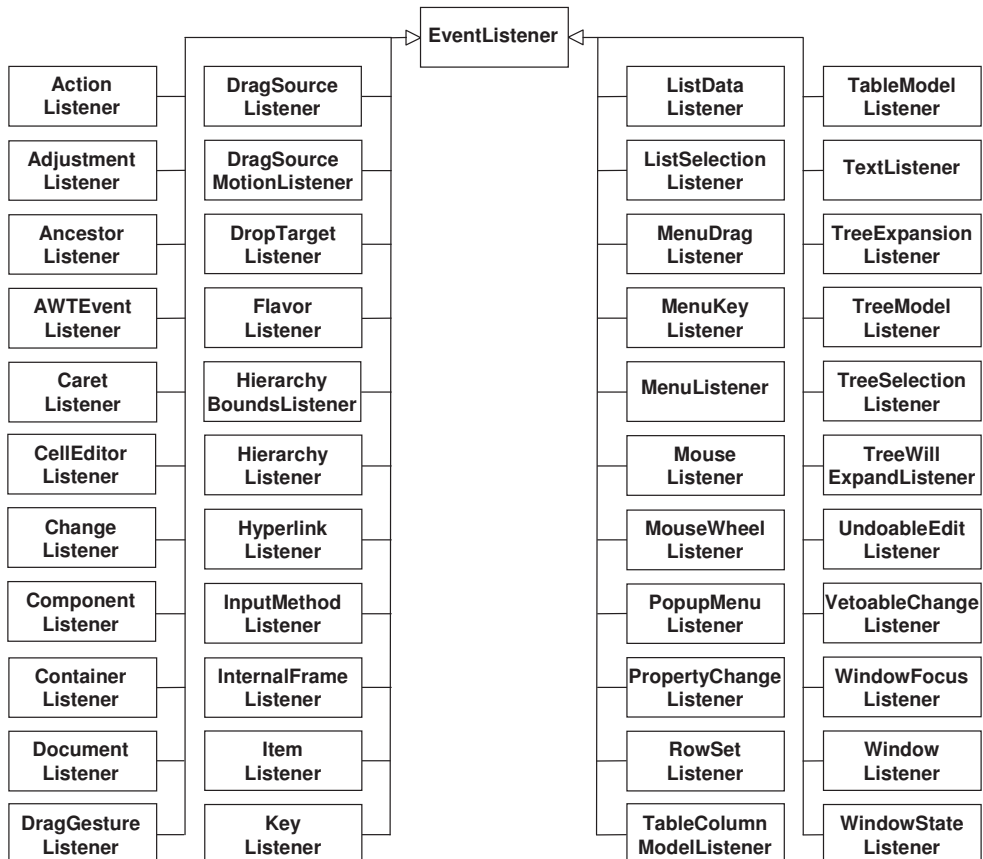 EventListener
Action
Listener
Adjustment
Listener
Ancestor
Listener
AWTEvent
Listener
Caret
Listener
CellEditor
Listener
Change
Listener
Component
Listener
Container
Listener
Document
Listener
DragGesture
Listener
DragSource
Listener
DragSource
MotionListener
DropTarget
Listener
Flavor
Listener
Hierarchy
BoundsListener
Hierarchy
Listener
Hyperlink
Listener
InputMethod
Listener
InternalFrame
Listener
Item
Listener
Key
Listener
ListData
Listener
ListSelection
Listener
MenuDrag
Listener
MenuKey
Listener
MenuListener
Mouse
Listener
MouseWheel
Listener
PopupMenu
Listener
PropertyChange
Listener
RowSet
Listener
TableColumn
ModelListener
TableModel
Listener
TextListener
TreeExpansion
Listener
TreeModel
Listener
TreeSelection
Listener
TreeWill
ExpandListener
UndoableEdit
Listener
VetoableChange
Listener
WindowFocus
Listener
Window
Listener
WindowState
Listener